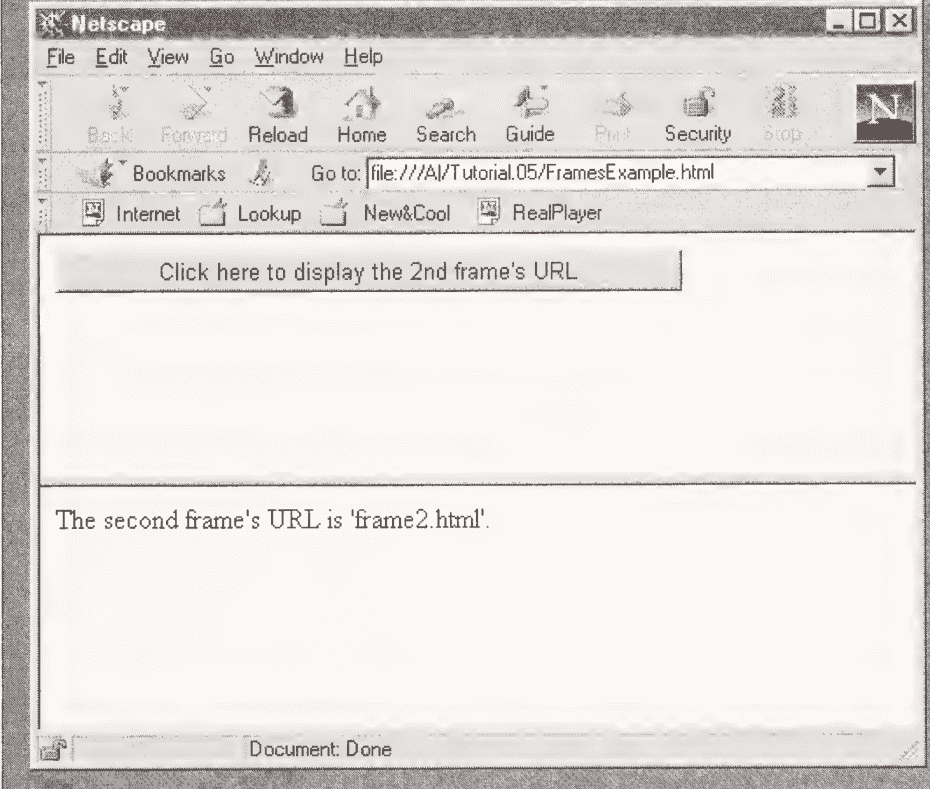 Netscape
File Edit View Go Window Help
Back Forward Reload Home Search Guide Print Security Stop
N
Bookmarks Go to: file:///A|/Tutorial.05/FramesExample.html
Internet Lookup New&Cool RealPlayer
Click here to display the 2nd frame's URL
The second frame's URL is 'frame2.html'.
Document: Done